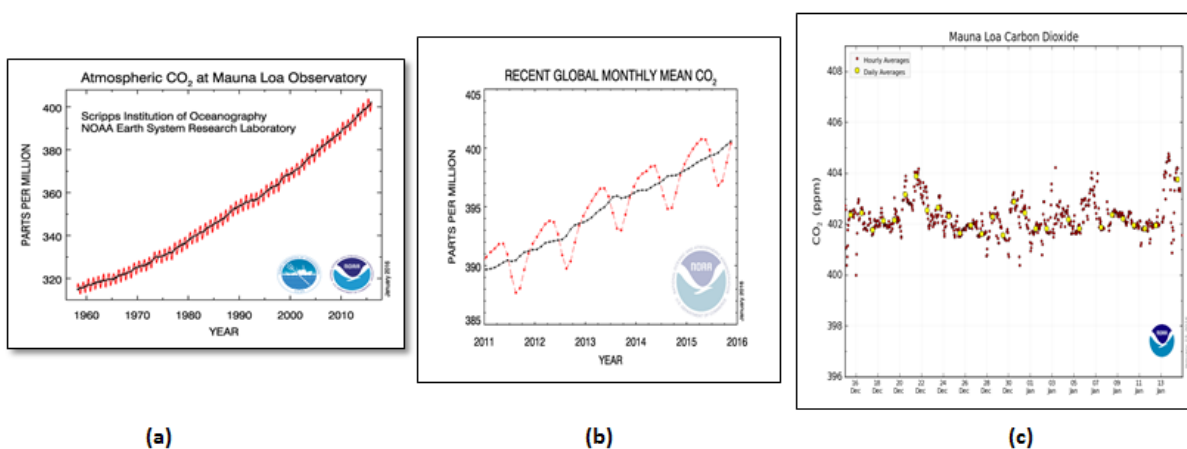 Atmospheric CO₂ at Mauna Loa Observatory
Scripps Institution of Oceanography
NOAA Earth System Research Laboratory
PARTS PER MILLION
400
380
360
340
320
1960 1970 1980 1990 2000 2010
YEAR
January 2016
NOAA
(a)
RECENT GLOBAL MONTHLY MEAN CO₂
PARTS PER MILLION
405
400
395
390
385
2011 2012 2013 2014 2015 2016
YEAR
January 2016
NOAA
(b)
Mauna Loa Carbon Dioxide
Hourly Averages
Daily Averages
CO₂ (ppm)
408
406
404
402
400
398
396
16 18 20 22 24 26 28 30 01 03 05 07 09 11 13
Dec Dec Dec Dec Dec Dec Dec Dec Jan Jan Jan Jan Jan Jan Jan
NOAA
(c)